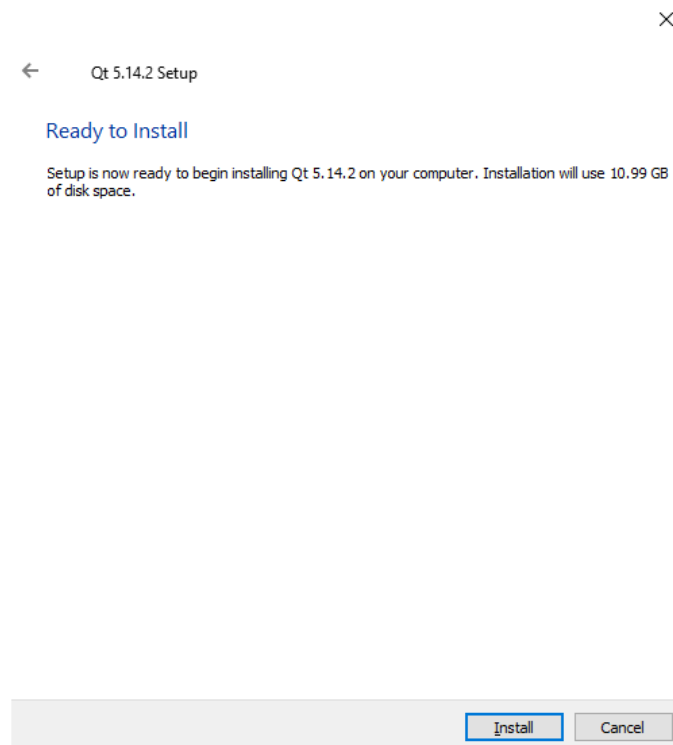 Qt 5.14.2 Setup
Ready to Install
Setup is now ready to begin installing Qt 5.14.2 on your computer. Installation will use 10.99 GB
of disk space.
Install
Cancel